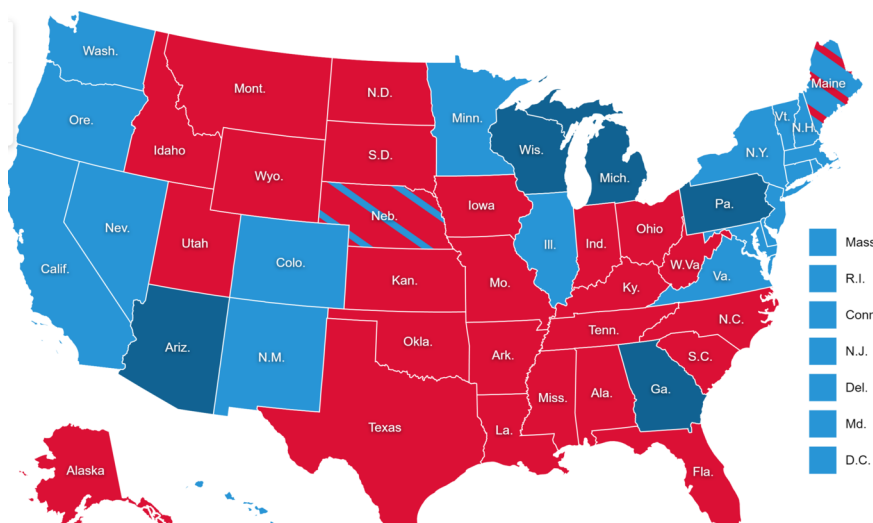 Wash.
Mont.
N.D.
Minn.
Maine
Ore.
Idaho
Wyo.
S.D.
Wis.
Mich.
Vt.
N.H.
N.Y.
Nev.
Utah
Colo.
Neb.
Iowa
Ill.
Ind.
Ohio
Pa.
Calif.
Kan.
Mo.
Ky.
W.Va
Va.
Mass
R.I.
Conn
N.J.
Del.
Md.
D.C.
Ariz.
N.M.
Okla.
Ark.
Tenn.
N.C.
S.C.
Texas
La.
Miss.
Ala.
Ga.
Fla.
Alaska